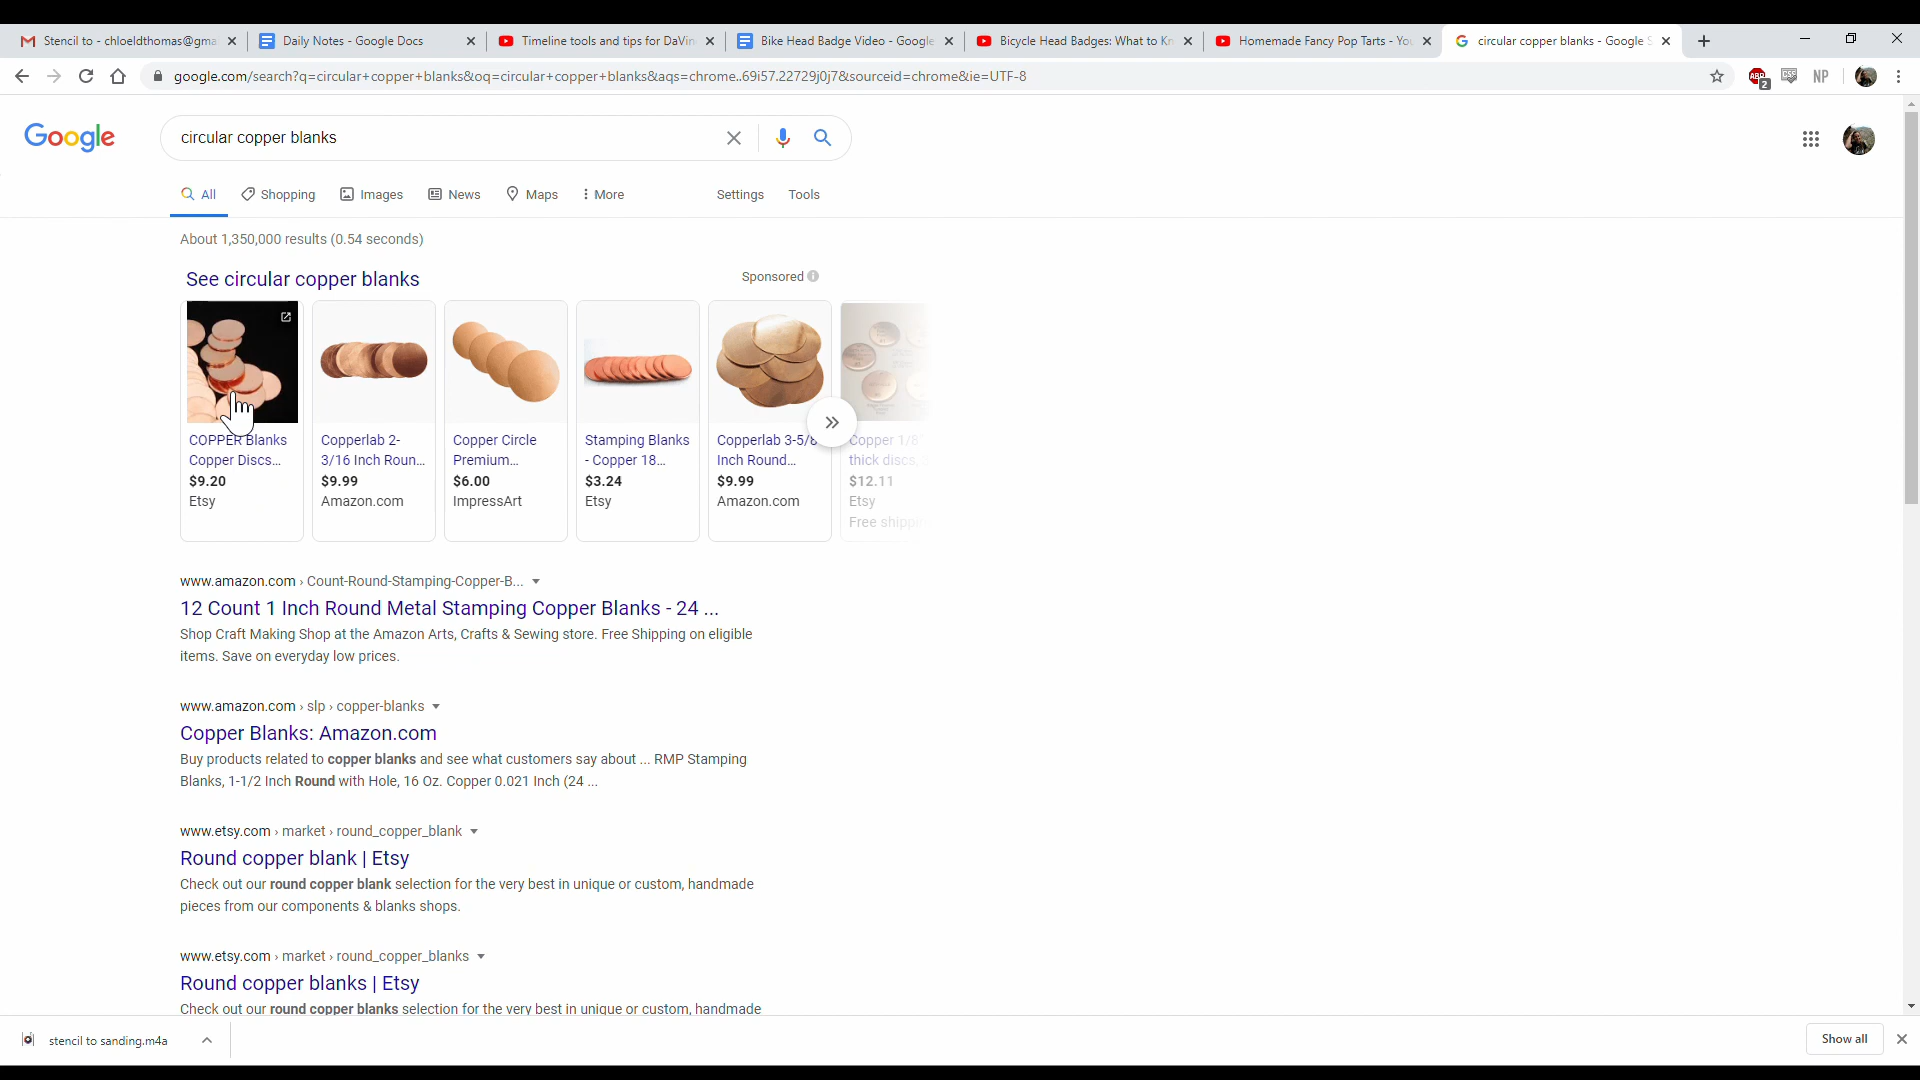 Stencil to - chloeldthomas@gma
Daily Notes - Google Docs
Timeline tools and tips for DaVin
Bike Head Badge Video - Google
Bicycle Head Badges: What to Kn
Homemade Fancy Pop Tarts - You
circular copper blanks - Google S
google.com/search?q=circular+copper+blanks&oq=circular+copper+blanks&aqs=chrome..69i57.22729j0j7&sourceid=chrome&ie=UTF-8
ABP
2
CSS
NP
Google
circular copper blanks
All
Shopping
Images
News
Maps
More
Settings
Tools
About 1,350,000 results (0.54 seconds)
See circular copper blanks
Sponsored
COPPER Blanks
Copper Discs...
$9.20
Etsy
Copperlab 2-
3/16 Inch Roun...
$9.99
Amazon.com
Copper Circle
Premium...
$6.00
ImpressArt
Stamping Blanks
- Copper 18...
$3.24
Etsy
Copperlab 3-5/8
Inch Round...
$9.99
Amazon.com
Copper 1/8"
thick discs,
$12.11
Etsy
Free shippin
www.amazon.com › Count-Round-Stamping-Copper-B...
12 Count 1 Inch Round Metal Stamping Copper Blanks - 24 ...
Shop Craft Making Shop at the Amazon Arts, Crafts & Sewing store. Free Shipping on eligible
items. Save on everyday low prices.
www.amazon.com › slp › copper-blanks
Copper Blanks: Amazon.com
Buy products related to copper blanks and see what customers say about ... RMP Stamping
Blanks, 1-1/2 Inch Round with Hole, 16 Oz. Copper 0.021 Inch (24 ...
www.etsy.com › market › round_copper_blank
Round copper blank | Etsy
Check out our round copper blank selection for the very best in unique or custom, handmade
pieces from our components & blanks shops.
www.etsy.com › market › round_copper_blanks
Round copper blanks | Etsy
Check out our round copper blanks selection for the very best in unique or custom, handmade
stencil to sanding.m4a
Show all